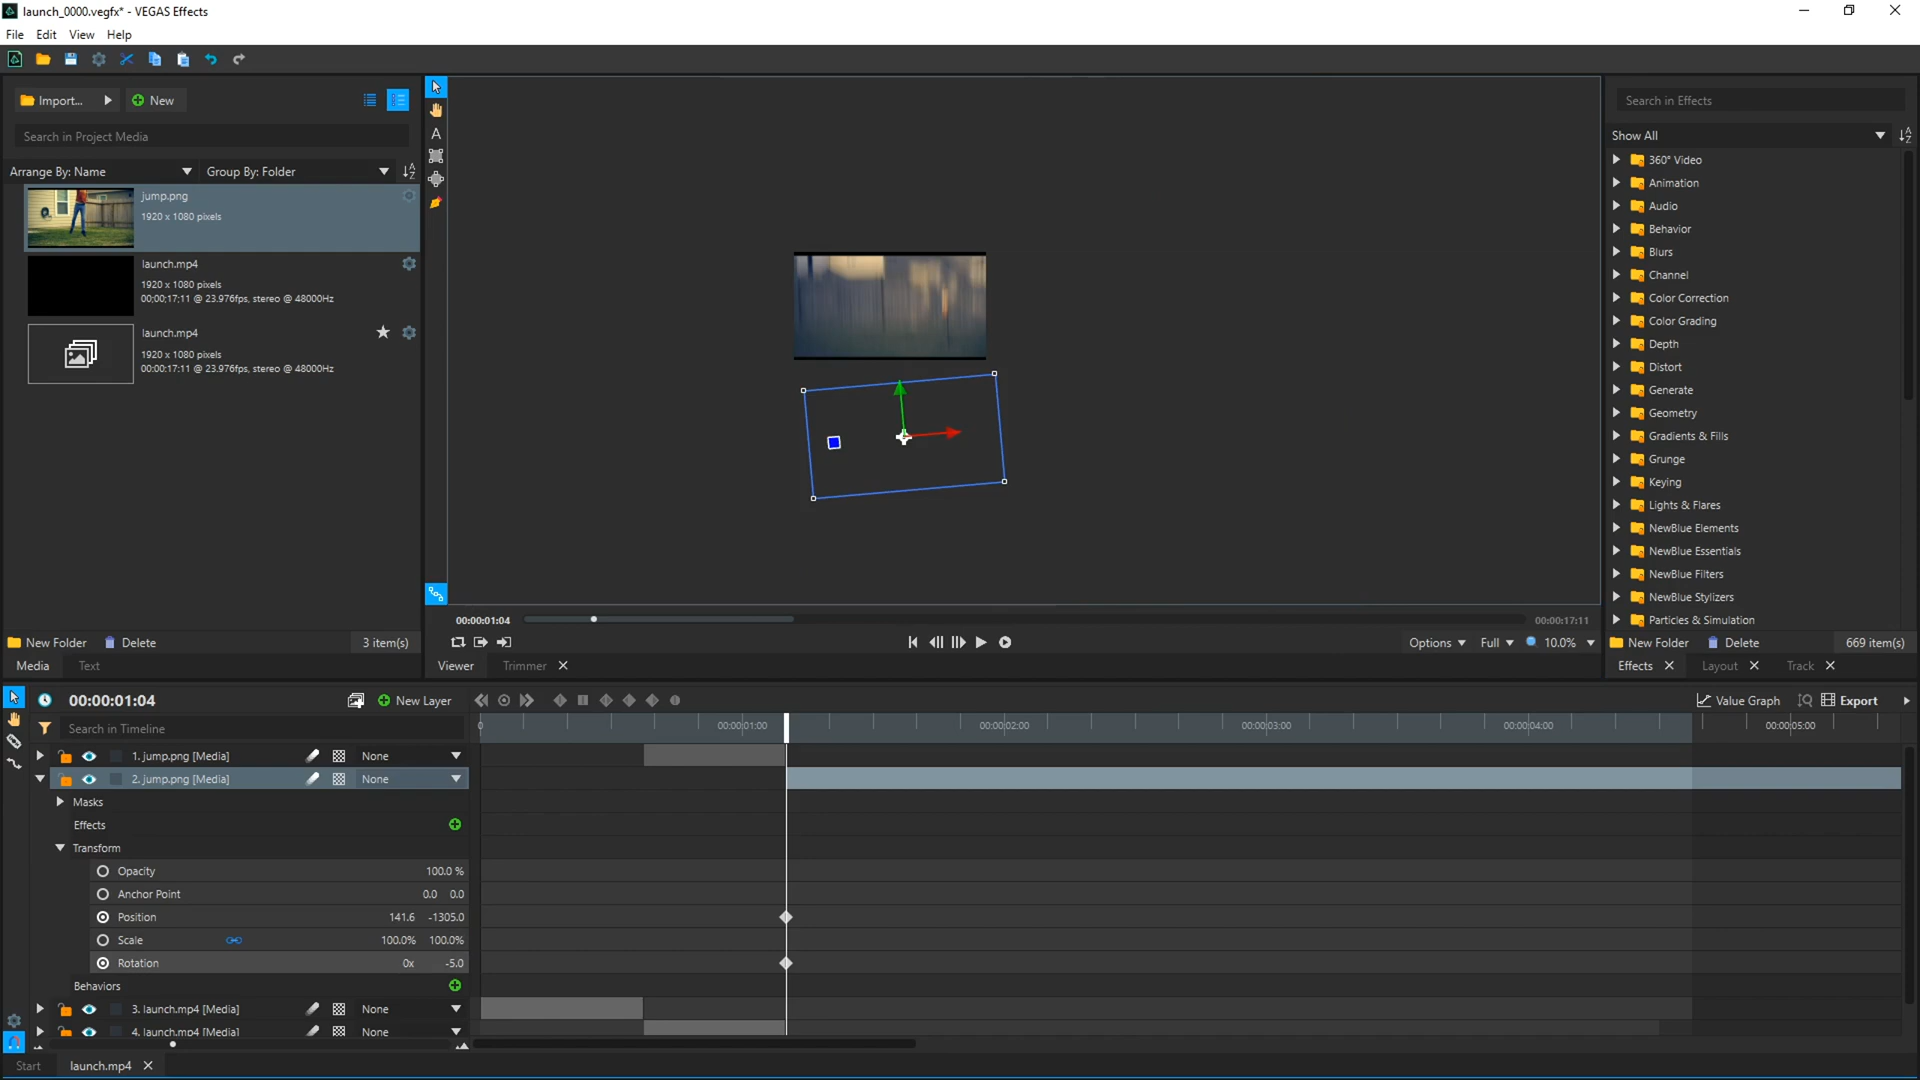 launch_0000.vegfx* - VEGAS Effects
File Edit View Help
Import... New
Search in Project Media
Arrange By: Name Group By: Folder
jump.png
1920 x 1080 pixels
launch.mp4
1920 x 1080 pixels
00:00:17:11 @ 23.976fps, stereo @ 48000Hz
launch.mp4
1920 x 1080 pixels
00:00:17:11 @ 23.976fps, stereo @ 48000Hz
New Folder Delete 3 item(s)
Media Text
A
00:00:01:04 00:00:17:11
Options Full 10.0%
Viewer Trimmer
Search in Effects
Show All
360° Video
Animation
Audio
Behavior
Blurs
Channel
Color Correction
Color Grading
Depth
Distort
Generate
Geometry
Gradients & Fills
Grunge
Keying
Lights & Flares
NewBlue Elements
NewBlue Essentials
NewBlue Filters
NewBlue Stylizers
Particles & Simulation
New Folder Delete 669 item(s)
Effects Layout Track
00:00:01:04 New Layer Value Graph Export
Search in Timeline
0 00:00:01:00 00:00:02:00 00:00:03:00 00:00:04:00 00:00:05:00
1. jump.png [Media] None
2. jump.png [Media] None
Masks
Effects
Transform
Opacity 100.0 %
Anchor Point 0.0 0.0
Position 141.6 -1305.0
Scale 100.0% 100.0%
Rotation 0x -5.0
Behaviors
3. launch.mp4 [Media] None
4. launch.mp4 [Media] None
Start launch.mp4